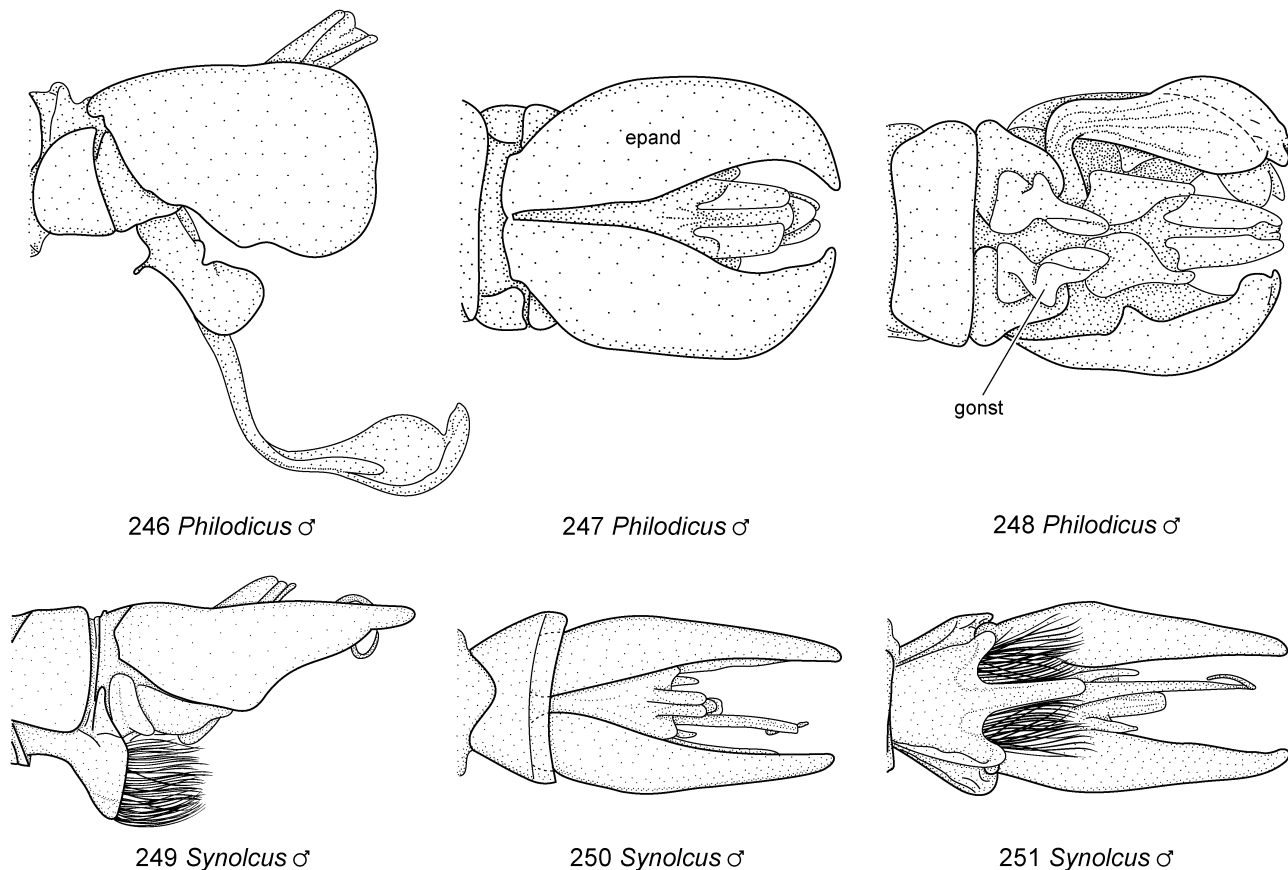 epand
gonst
246 Philodicus ♂
247 Philodicus ♂
248 Philodicus ♂
249 Synolcus ♂
250 Synolcus ♂
251 Synolcus ♂